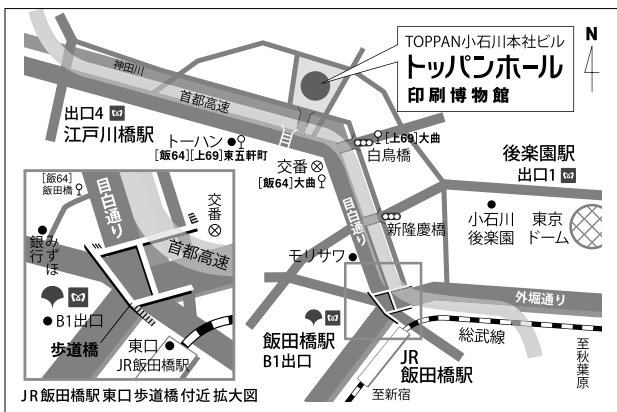 TOPPAN小石川本社ビル
トッパンホール
印刷博物館
N
神田川
首都高速
出口4
江戸川橋駅
トーハン
[飯64][上69]東五軒町
[上69]大曲
白鳥橋
交番
[飯64]大曲
後楽園駅
出口1
目白通り
新隆慶橋
小石川
後楽園
東京
ドーム
モリサワ
外堀通り
飯田橋駅
B1出口
総武線
JR
飯田橋駅
至新宿
至秋葉原
[飯64]
飯田橋
目白通り
交番
首都高速
みずほ
銀行
B1出口
歩道橋
東口
JR飯田橋駅
JR飯田橋駅東口歩道橋付近 拡大図